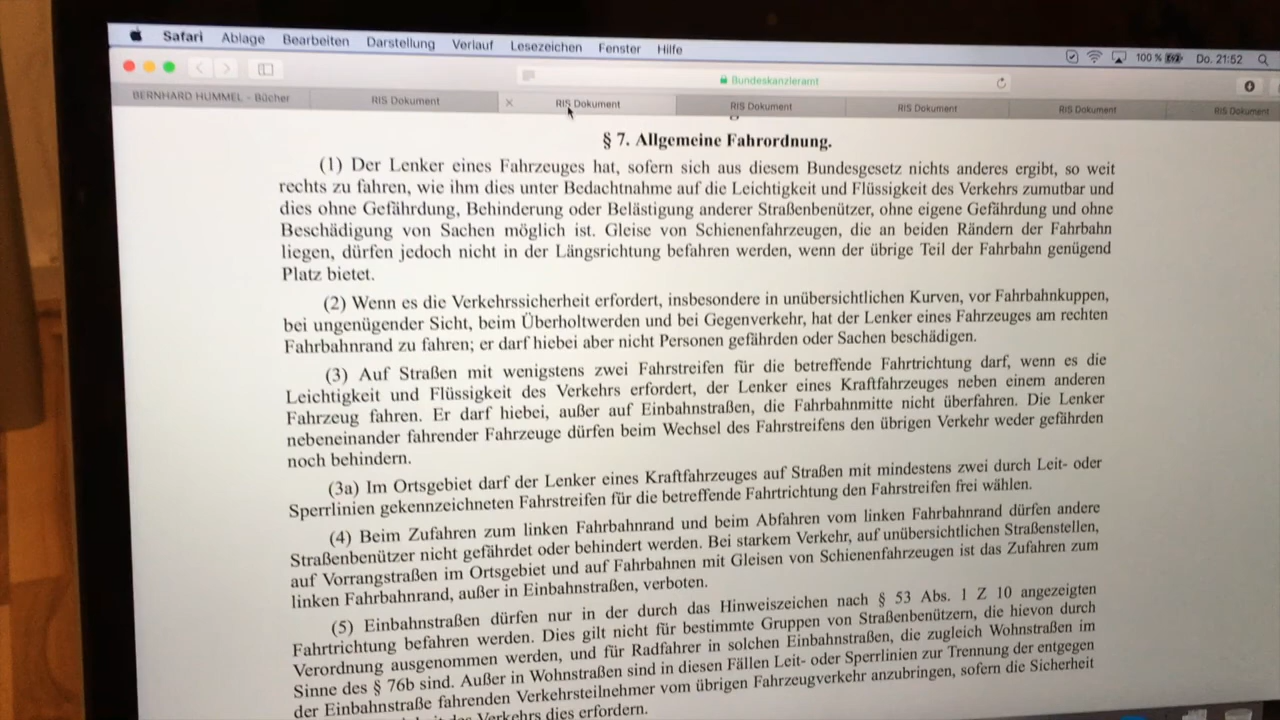 Safari Ablage Bearbeiten Darstellung Verlauf Lesezeichen Fenster Hilfe 100 % Do. 21:52
Bundeskanzleramt
BERNHARD HUMMEL - Bücher RIS Dokument RIS Dokument RIS Dokument RIS Dokument RIS Dokument RIS Dokument
§ 7. Allgemeine Fahrordnung.
(1) Der Lenker eines Fahrzeuges hat, sofern sich aus diesem Bundesgesetz nichts anderes ergibt, so weit
rechts zu fahren, wie ihm dies unter Bedachtnahme auf die Leichtigkeit und Flüssigkeit des Verkehrs zumutbar und
dies ohne Gefährdung, Behinderung oder Belästigung anderer Straßenbenützer, ohne eigene Gefährdung und ohne
Beschädigung von Sachen möglich ist. Gleise von Schienenfahrzeugen, die an beiden Rändern der Fahrbahn
liegen, dürfen jedoch nicht in der Längsrichtung befahren werden, wenn der übrige Teil der Fahrbahn genügend
Platz bietet.
(2) Wenn es die Verkehrssicherheit erfordert, insbesondere in unübersichtlichen Kurven, vor Fahrbahnkuppen,
bei ungenügender Sicht, beim Überholtwerden und bei Gegenverkehr, hat der Lenker eines Fahrzeuges am rechten
Fahrbahnrand zu fahren; er darf hiebei aber nicht Personen gefährden oder Sachen beschädigen.
(3) Auf Straßen mit wenigstens zwei Fahrstreifen für die betreffende Fahrtrichtung darf, wenn es die
Leichtigkeit und Flüssigkeit des Verkehrs erfordert, der Lenker eines Kraftfahrzeuges neben einem anderen
Fahrzeug fahren. Er darf hiebei, außer auf Einbahnstraßen, die Fahrbahnmitte nicht überfahren. Die Lenker
nebeneinander fahrender Fahrzeuge dürfen beim Wechsel des Fahrstreifens den übrigen Verkehr weder gefährden
noch behindern.
(3a) Im Ortsgebiet darf der Lenker eines Kraftfahrzeuges auf Straßen mit mindestens zwei durch Leit- oder
Sperrlinien gekennzeichneten Fahrstreifen für die betreffende Fahrtrichtung den Fahrstreifen frei wählen.
(4) Beim Zufahren zum linken Fahrbahnrand und beim Abfahren vom linken Fahrbahnrand dürfen andere
Straßenbenützer nicht gefährdet oder behindert werden. Bei starkem Verkehr, auf unübersichtlichen Straßenstellen,
auf Vorrangstraßen im Ortsgebiet und auf Fahrbahnen mit Gleisen von Schienenfahrzeugen ist das Zufahren zum
linken Fahrbahnrand, außer in Einbahnstraßen, verboten.
(5) Einbahnstraßen dürfen nur in der durch das Hinweiszeichen nach § 53 Abs. 1 Z 10 angezeigten
Fahrtrichtung befahren werden. Dies gilt nicht für bestimmte Gruppen von Straßenbenützern, die hievon durch
Verordnung ausgenommen werden, und für Radfahrer in solchen Einbahnstraßen, die zugleich Wohnstraßen im
Sinne des § 76b sind. Außer in Wohnstraßen sind in diesen Fällen Leit- oder Sperrlinien zur Trennung der entgegen
der Einbahnstraße fahrenden Verkehrsteilnehmer vom übrigen Fahrzeugverkehr anzubringen, sofern die Sicherheit
des Verkehrs dies erfordern.